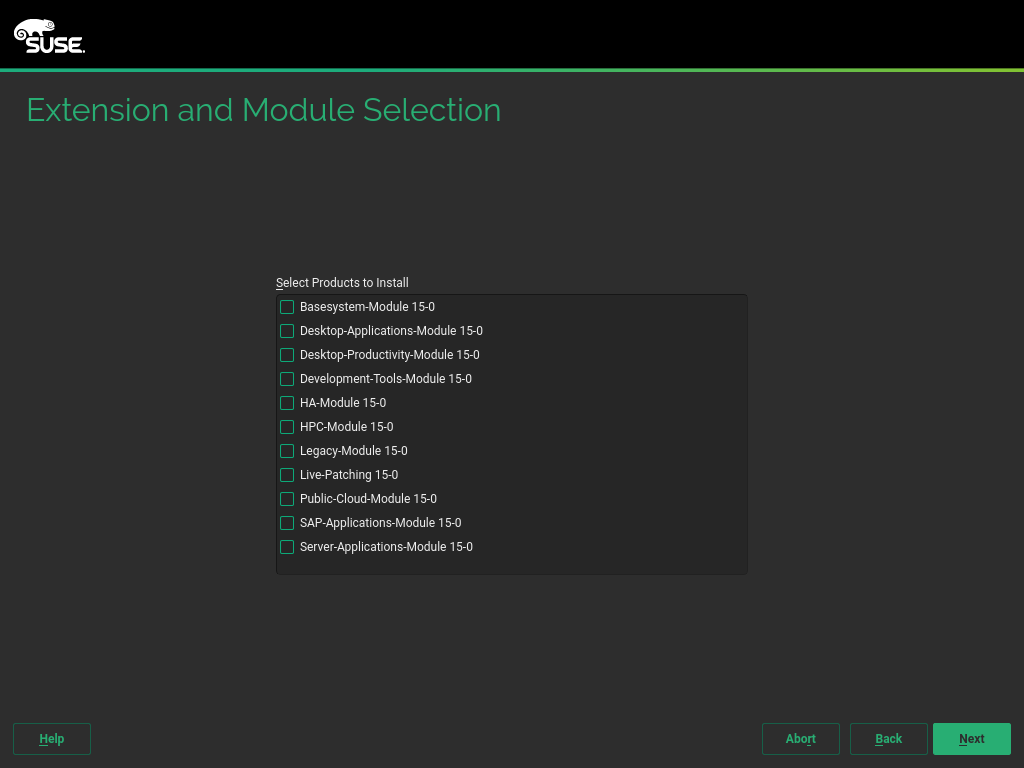 SUSE.
Extension and Module Selection
Select Products to Install
Basesystem-Module 15-0
Desktop-Applications-Module 15-0
Desktop-Productivity-Module 15-0
Development-Tools-Module 15-0
HA-Module 15-0
HPC-Module 15-0
Legacy-Module 15-0
Live-Patching 15-0
Public-Cloud-Module 15-0
SAP-Applications-Module 15-0
Server-Applications-Module 15-0
Help Abort Back Next